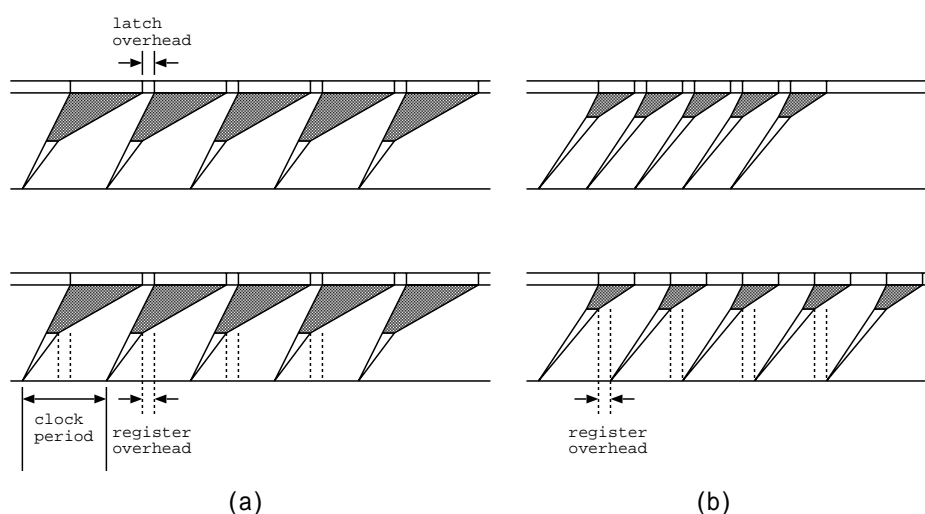 latch
overhead
clock
period
register
overhead
register
overhead
(a)
(b)